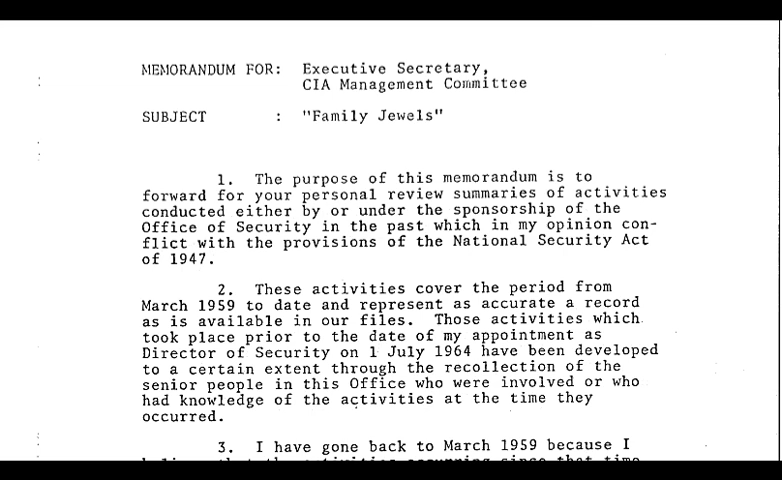 MEMORANDUM FOR: Executive Secretary,
CIA Management Committee
SUBJECT : "Family Jewels"
1. The purpose of this memorandum is to
forward for your personal review summaries of activities
conducted either by or under the sponsorship of the
Office of Security in the past which in my opinion con-
flict with the provisions of the National Security Act
of 1947.
2. These activities cover the period from
March 1959 to date and represent as accurate a record
as is available in our files. Those activities which
took place prior to the date of my appointment as
Director of Security on 1 July 1964 have been developed
to a certain extent through the recollection of the
senior people in this Office who were involved or who
had knowledge of the activities at the time they
occurred.
3. I have gone back to March 1959 because I